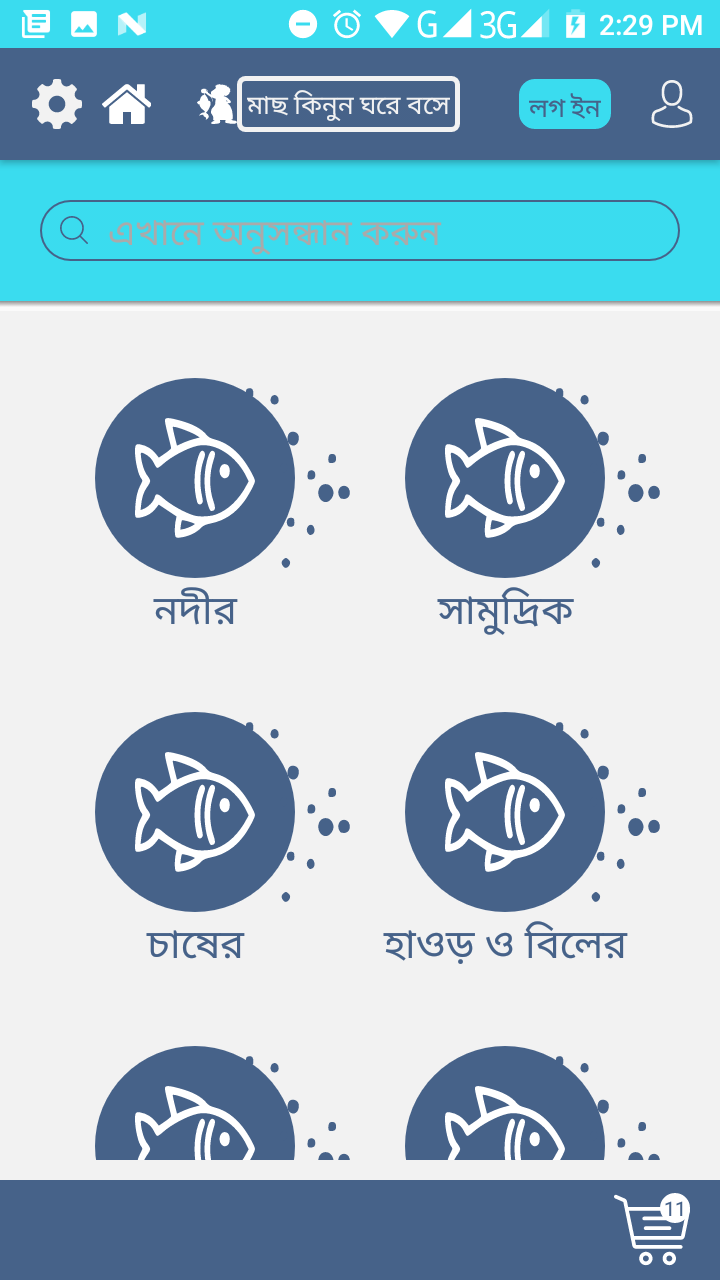 G 3G 2:29 PM
মাছ কিনুন ঘরে বসে লগ ইন
এখানে অনুসন্ধান করুন
নদীর সামুদ্রিক
চাষের হাওড় ও বিলের
11